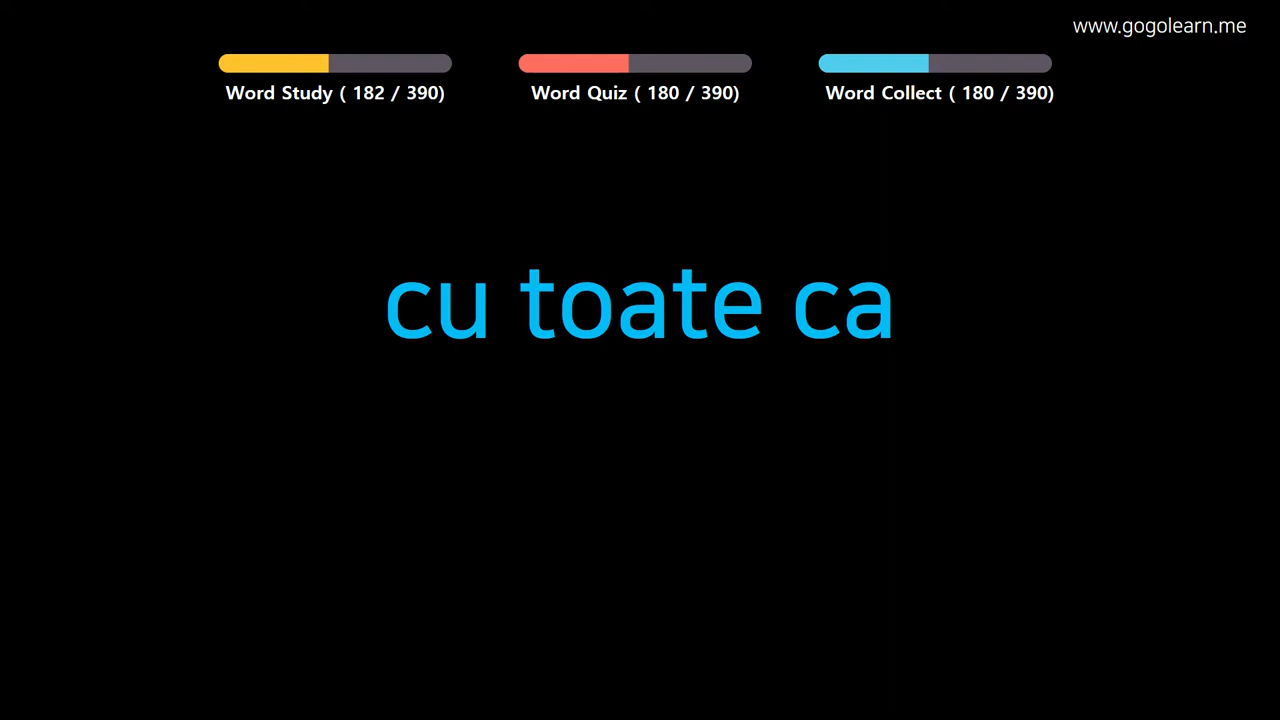 www.gogolearn.me
Word Study ( 182 / 390)
Word Quiz ( 180 / 390)
Word Collect ( 180 / 390)
cu toate ca